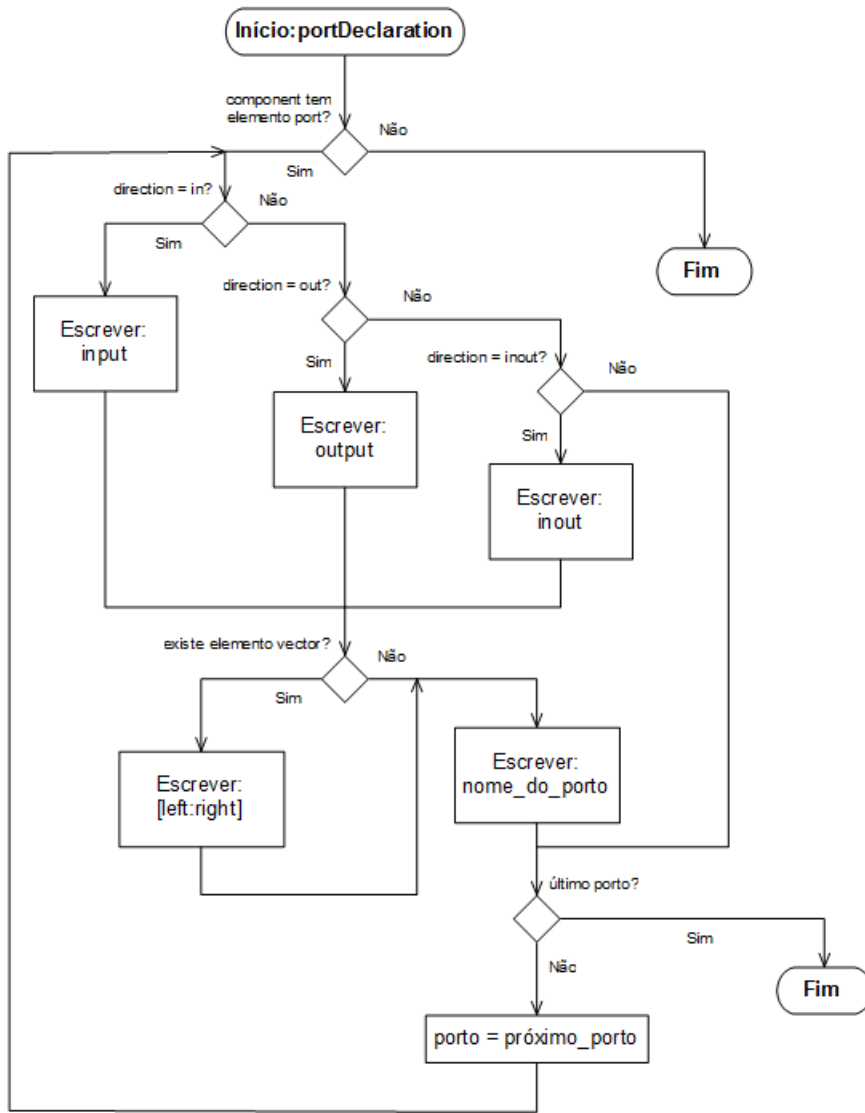 Início:portDeclaration
component tem
elemento port?
Não
Sim
direction = in?
Não
Sim
Fim
direction = out?
Não
Escrever:
input
Sim
direction = inout?
Não
Escrever:
output
Sim
Escrever:
inout
existe elemento vector?
Não
Sim
Escrever:
nome_do_porto
Escrever:
[left:right]
último porto?
Sim
Não
Fim
porto = próximo_porto